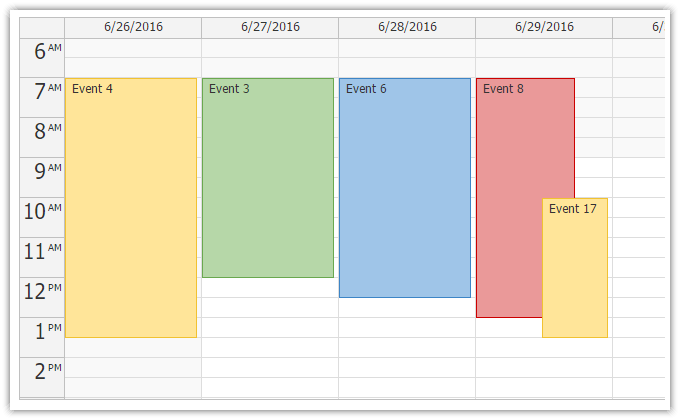 6/26/2016 6/27/2016 6/28/2016 6/29/2016
6 AM
7 AM
Event 4 Event 3 Event 6 Event 8
8 AM
9 AM
10 AM
Event 17
11 AM
12 PM
1 PM
2 PM